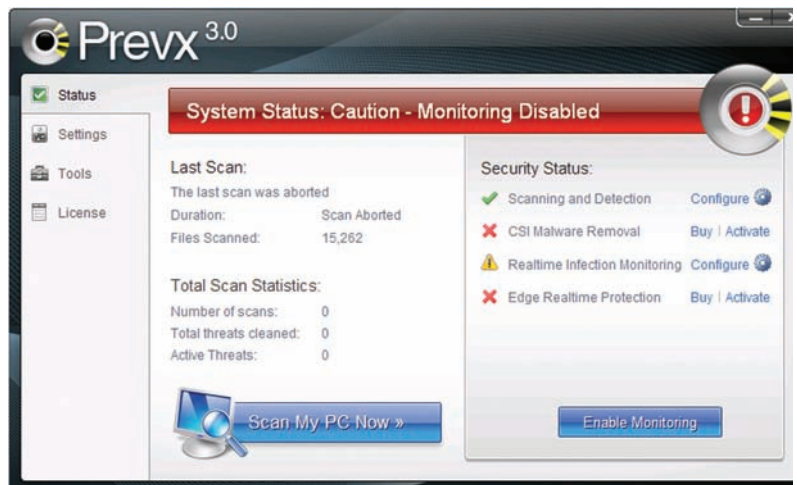 Prevx 3.0
Status
Settings
Tools
License
System Status: Caution - Monitoring Disabled
Last Scan:
The last scan was aborted
Duration: Scan Aborted
Files Scanned: 15,262
Total Scan Statistics:
Number of scans: 0
Total threats cleaned: 0
Active Threats: 0
Scan My PC Now »
Security Status:
Scanning and Detection Configure
CSI Malware Removal Buy | Activate
Realtime Infection Monitoring Configure
Edge Realtime Protection Buy | Activate
Enable Monitoring